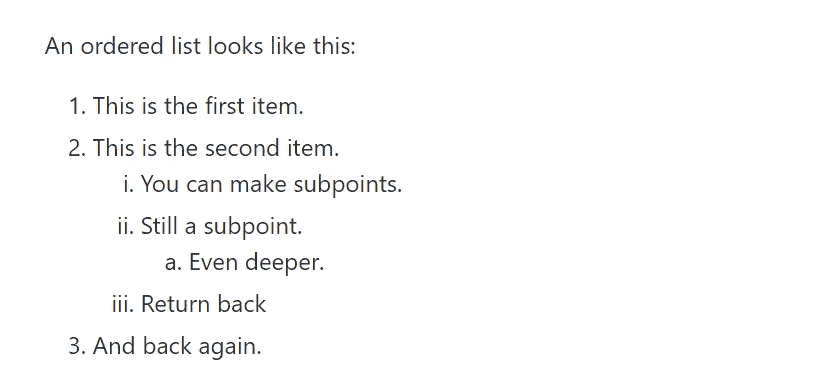 An ordered list looks like this:
1. This is the first item.
2. This is the second item.
i. You can make subpoints.
ii. Still a subpoint.
a. Even deeper.
iii. Return back
3. And back again.